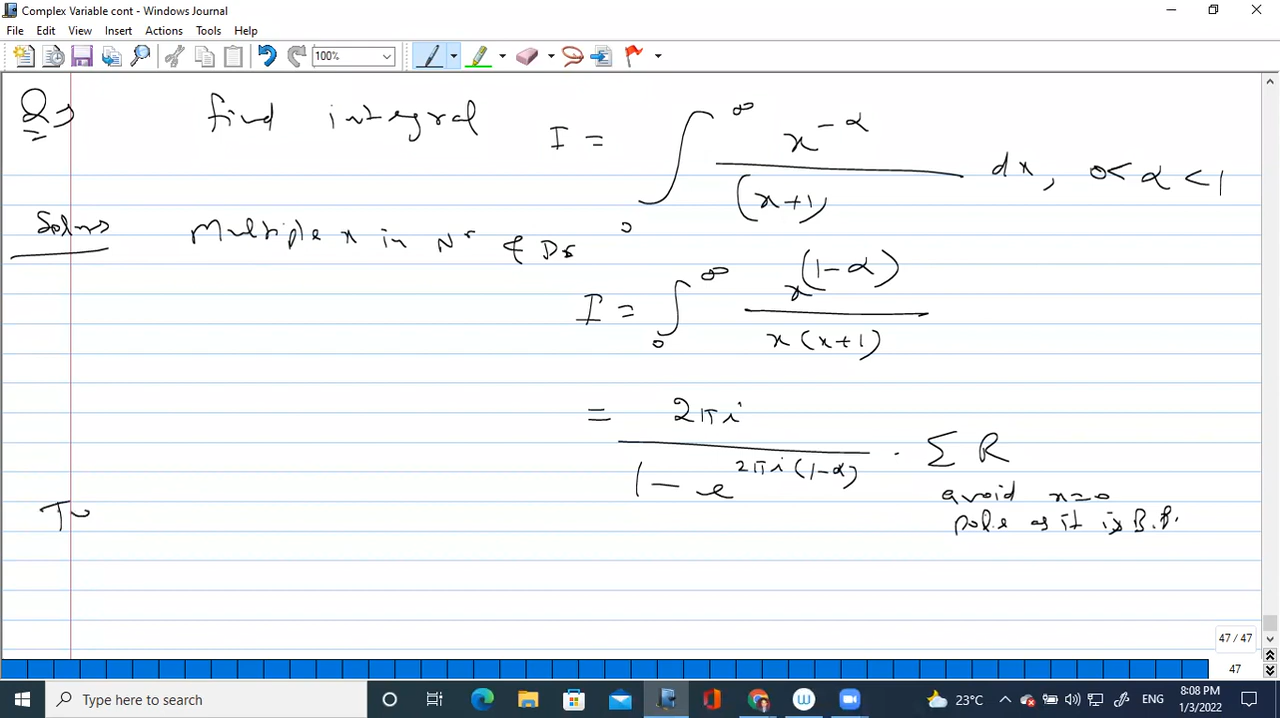 Complex Variable cont - Windows Journal
File Edit View Insert Actions Tools Help
100%
Q → find integral I = ∫₀^∞ x^(-α) / (x+1) dx, 0 < α < 1
Soln → Multiple x in Nr & Dr
I = ∫₀^∞ x^(1-α) / x(x+1)
= 2πi / 1 - e^(2πi(1-α)) · Σ R
avoid x=0
pole as it is B.P.
47 / 47
47
Type here to search
23°C
ENG
8:08 PM
1/3/2022